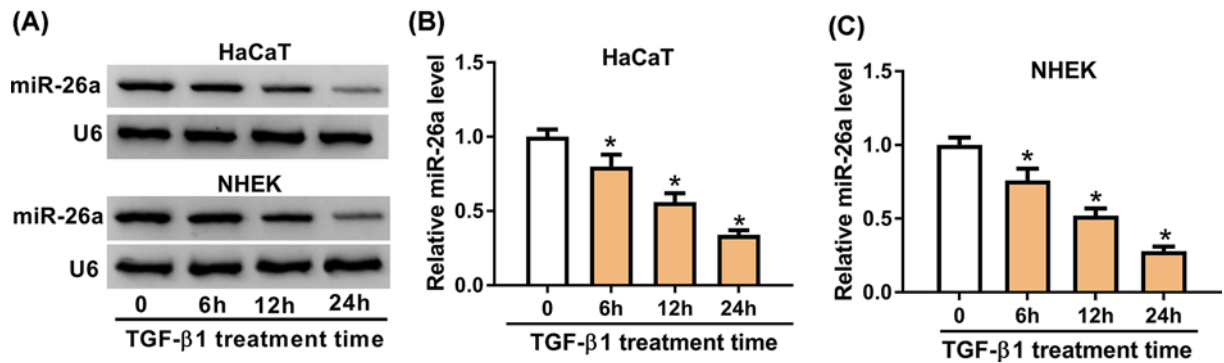 (A)
HaCaT
miR-26a
U6
NHEK
miR-26a
U6
0 6h 12h 24h
TGF-β1 treatment time
(B)
HaCaT
Relative miR-26a level
1.5
1.0
0.5
0.0
* * *
0 6h 12h 24h
TGF-β1 treatment time
(C)
NHEK
Relative miR-26a level
1.5
1.0
0.5
0.0
* * *
0 6h 12h 24h
TGF-β1 treatment time